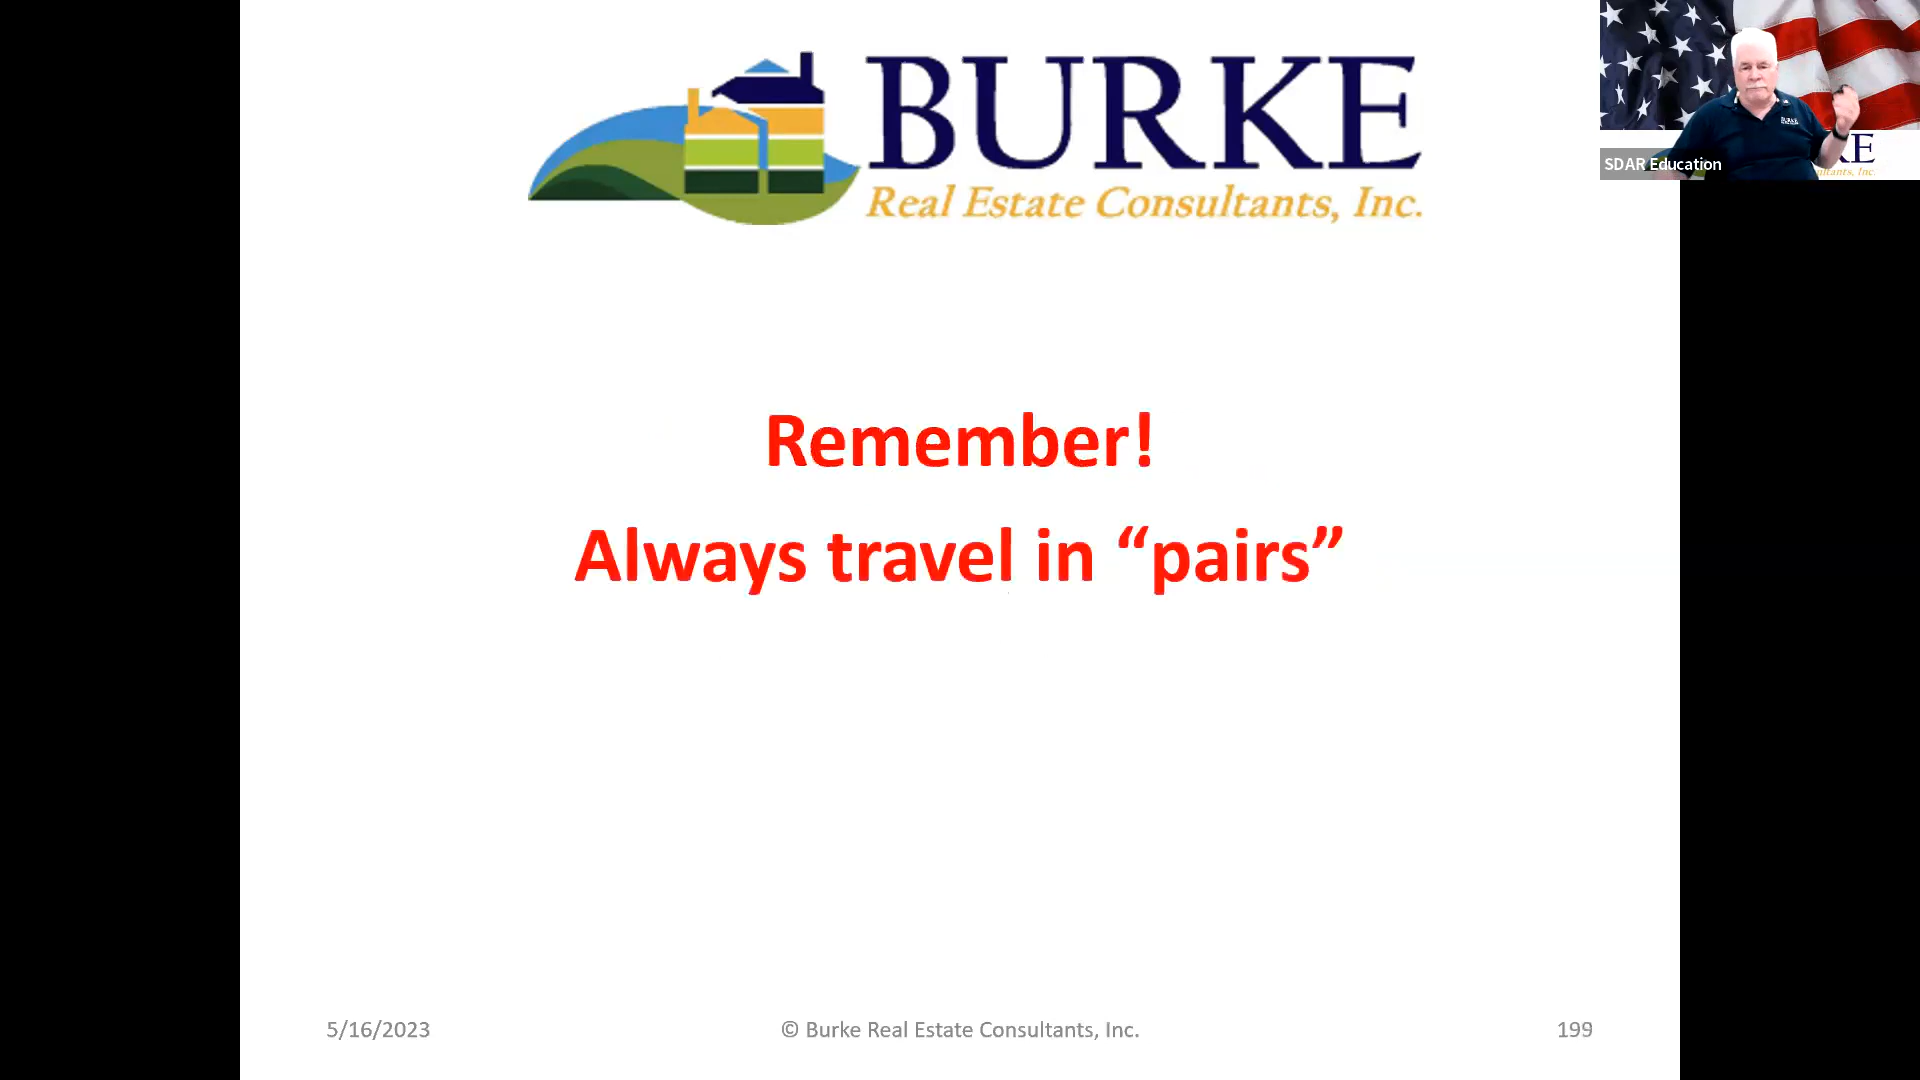 BURKE
Real Estate Consultants, Inc.
SDAR Education
Remember!
Always travel in “pairs”
5/16/2023
© Burke Real Estate Consultants, Inc.
199